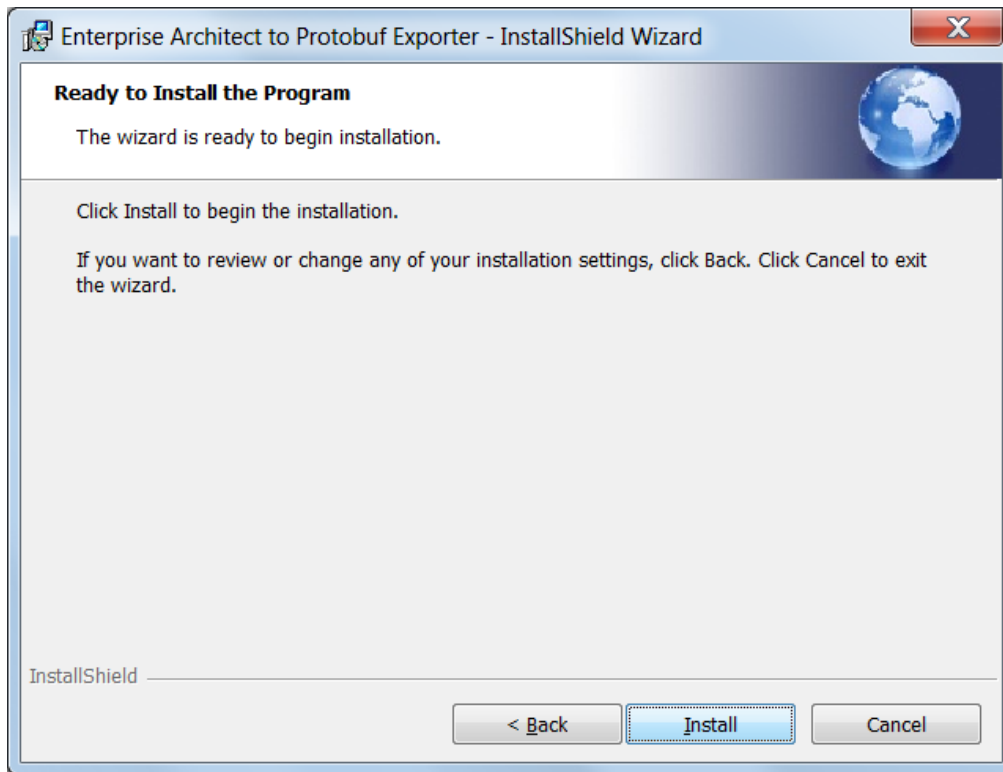 Enterprise Architect to Protobuf Exporter - InstallShield Wizard
X
Ready to Install the Program
The wizard is ready to begin installation.
Click Install to begin the installation.
If you want to review or change any of your installation settings, click Back. Click Cancel to exit
the wizard.
InstallShield
< Back
Install
Cancel